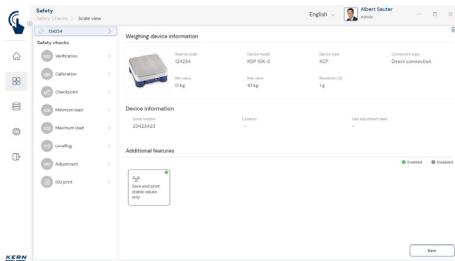 Safety
Safety Checks > Scale view
English
Albert Sauter
Admin
124234
Safety checks
Verification
Calibration
Checkpoint
Minimum load
Maximum load
Levelling
Adjustment
ISO print
Weighing device information
Internal code
124234
Device model
KDP 10K-3
Device type
KCP
Connection type
Direct connection
Min value
0 kg
Max value
10 kg
Resolution (d)
1 g
Device information
Serial number
23423423
Location
-
Last adjustment date
-
Additional features
Enabled
Disabled
Save and print
stable values
only
KERN